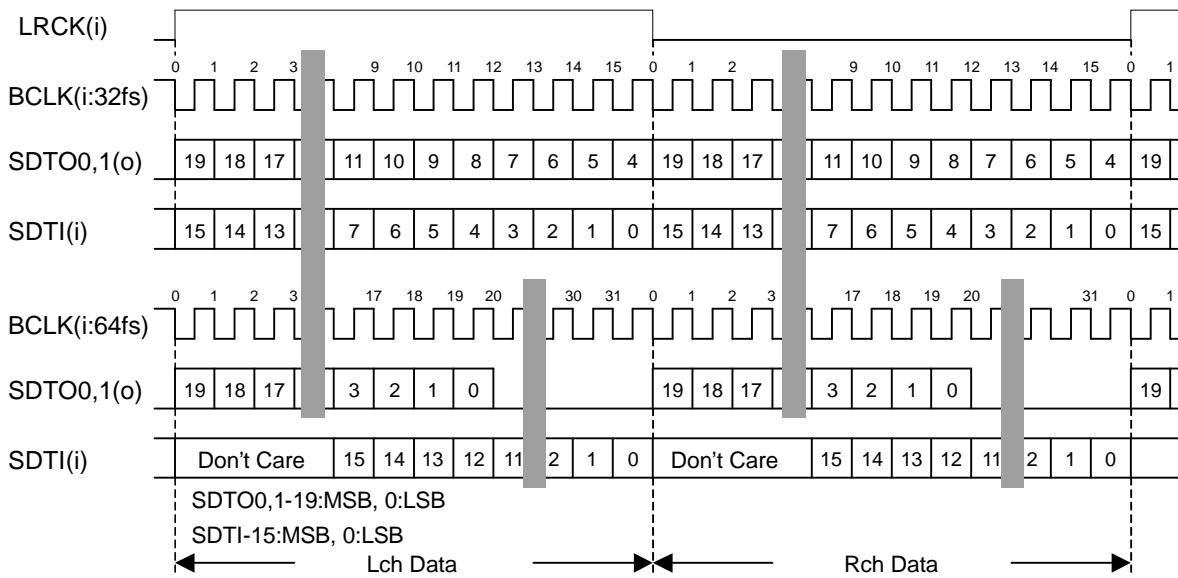 LRCK(i)
0 1 2 3 9 10 11 12 13 14 15 0 1 2 9 10 11 12 13 14 15 0 1
BCLK(i:32fs)
SDTO0,1(o) 19 18 17 11 10 9 8 7 6 5 4 19 18 17 11 10 9 8 7 6 5 4 19
SDTI(i) 15 14 13 7 6 5 4 3 2 1 0 15 14 13 7 6 5 4 3 2 1 0 15
0 1 2 3 17 18 19 20 30 31 0 1 2 3 17 18 19 20 31 0 1
BCLK(i:64fs)
SDTO0,1(o) 19 18 17 3 2 1 0 19 18 17 3 2 1 0 19
SDTI(i) Don't Care 15 14 13 12 11 2 1 0 Don't Care 15 14 13 12 11 2 1 0
SDTO0,1-19:MSB, 0:LSB
SDTI-15:MSB, 0:LSB
Lch Data Rch Data